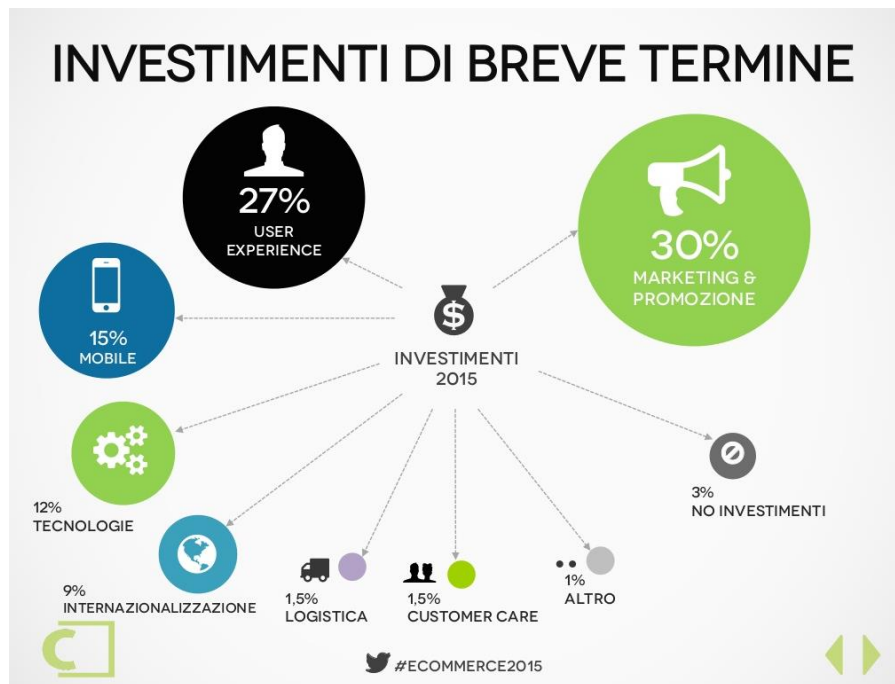 INVESTIMENTI DI BREVE TERMINE
27%
USER
EXPERIENCE
30%
MARKETING &
PROMOZIONE
15%
MOBILE
$
INVESTIMENTI
2015
12%
TECNOLOGIE
3%
NO INVESTIMENTI
9%
INTERNAZIONALIZZAZIONE
1,5%
LOGISTICA
1,5%
CUSTOMER CARE
1%
ALTRO
C
#ECOMMERCE2015